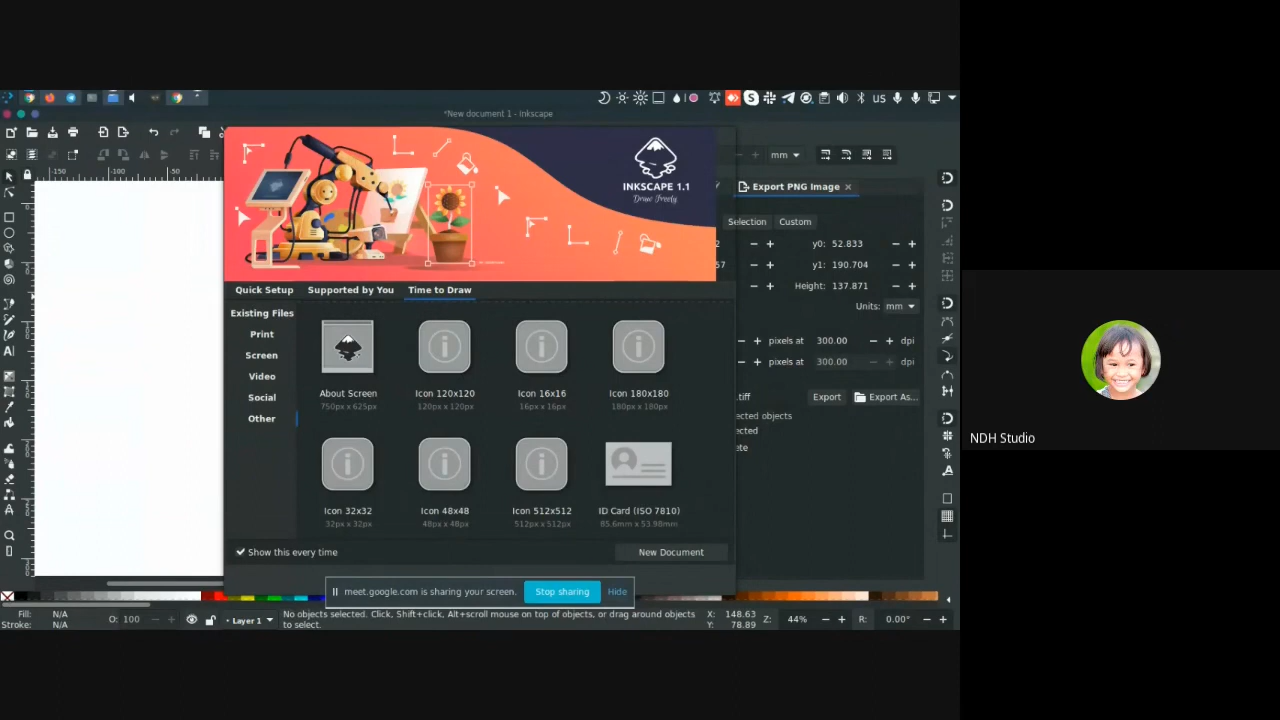 US
*New document 1 - Inkscape
mm
-150
-100
-50
INKSCAPE 1.1
Draw Freely.
Export PNG Image
Selection
Custom
y0: 52.833
y1: 190.704
Height: 137.871
Units: mm
pixels at 300.00 dpi
pixels at 300.00 dpi
.tiff
Export
Export As...
Quick Setup
Supported by You
Time to Draw
Existing Files
Print
Screen
Video
Social
Other
About Screen
750px x 625px
Icon 120x120
120px x 120px
Icon 16x16
16px x 16px
Icon 180x180
180px x 180px
Icon 32x32
32px x 32px
Icon 48x48
48px x 48px
Icon 512x512
512px x 512px
ID Card (ISO 7810)
85.6mm x 53.98mm
Show this every time
New Document
meet.google.com is sharing your screen.
Stop sharing
Hide
Fill: N/A
Stroke: N/A
O: 100
Layer 1
No objects selected. Click, Shift+click, Alt+scroll mouse on top of objects, or drag around objects
to select.
X: 148.63
Y: 78.89
Z: 44%
R: 0.00°
NDH Studio